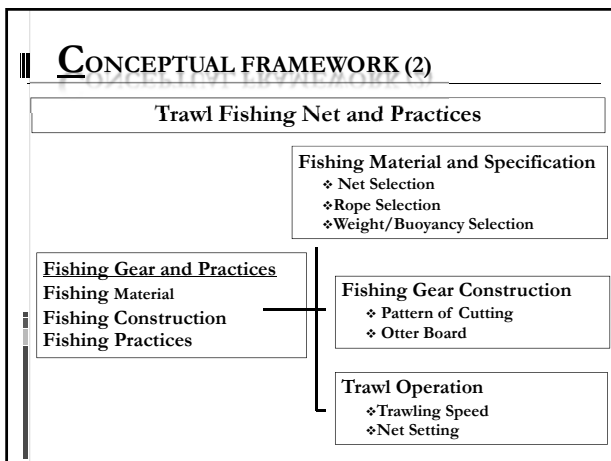 CONCEPTUAL FRAMEWORK (2)
Trawl Fishing Net and Practices
Fishing Material and Specification
❖ Net Selection
❖Rope Selection
❖Weight/Buoyancy Selection
Fishing Gear and Practices
Fishing Material
Fishing Construction
Fishing Practices
Fishing Gear Construction
❖ Pattern of Cutting
❖ Otter Board
Trawl Operation
❖Trawling Speed
❖Net Setting